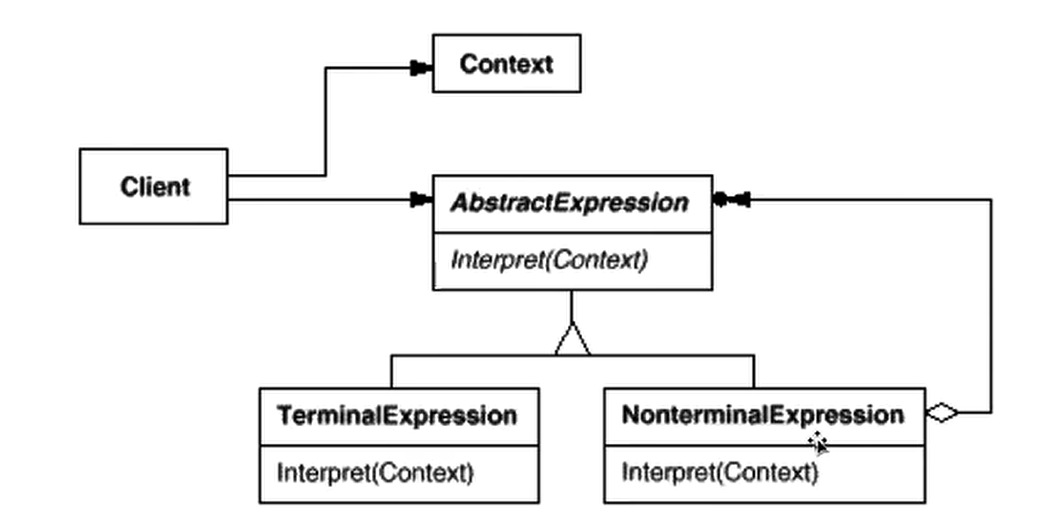 Context
Client
AbstractExpression
Interpret(Context)
TerminalExpression
NonterminalExpression
Interpret(Context)
Interpret(Context)